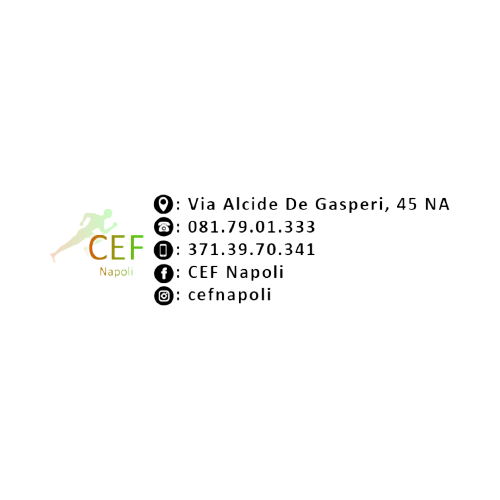 CEF
Napoli
: Via Alcide De Gasperi, 45 NA
: 081.79.01.333
: 371.39.70.341
: CEF Napoli
: cefnapoli